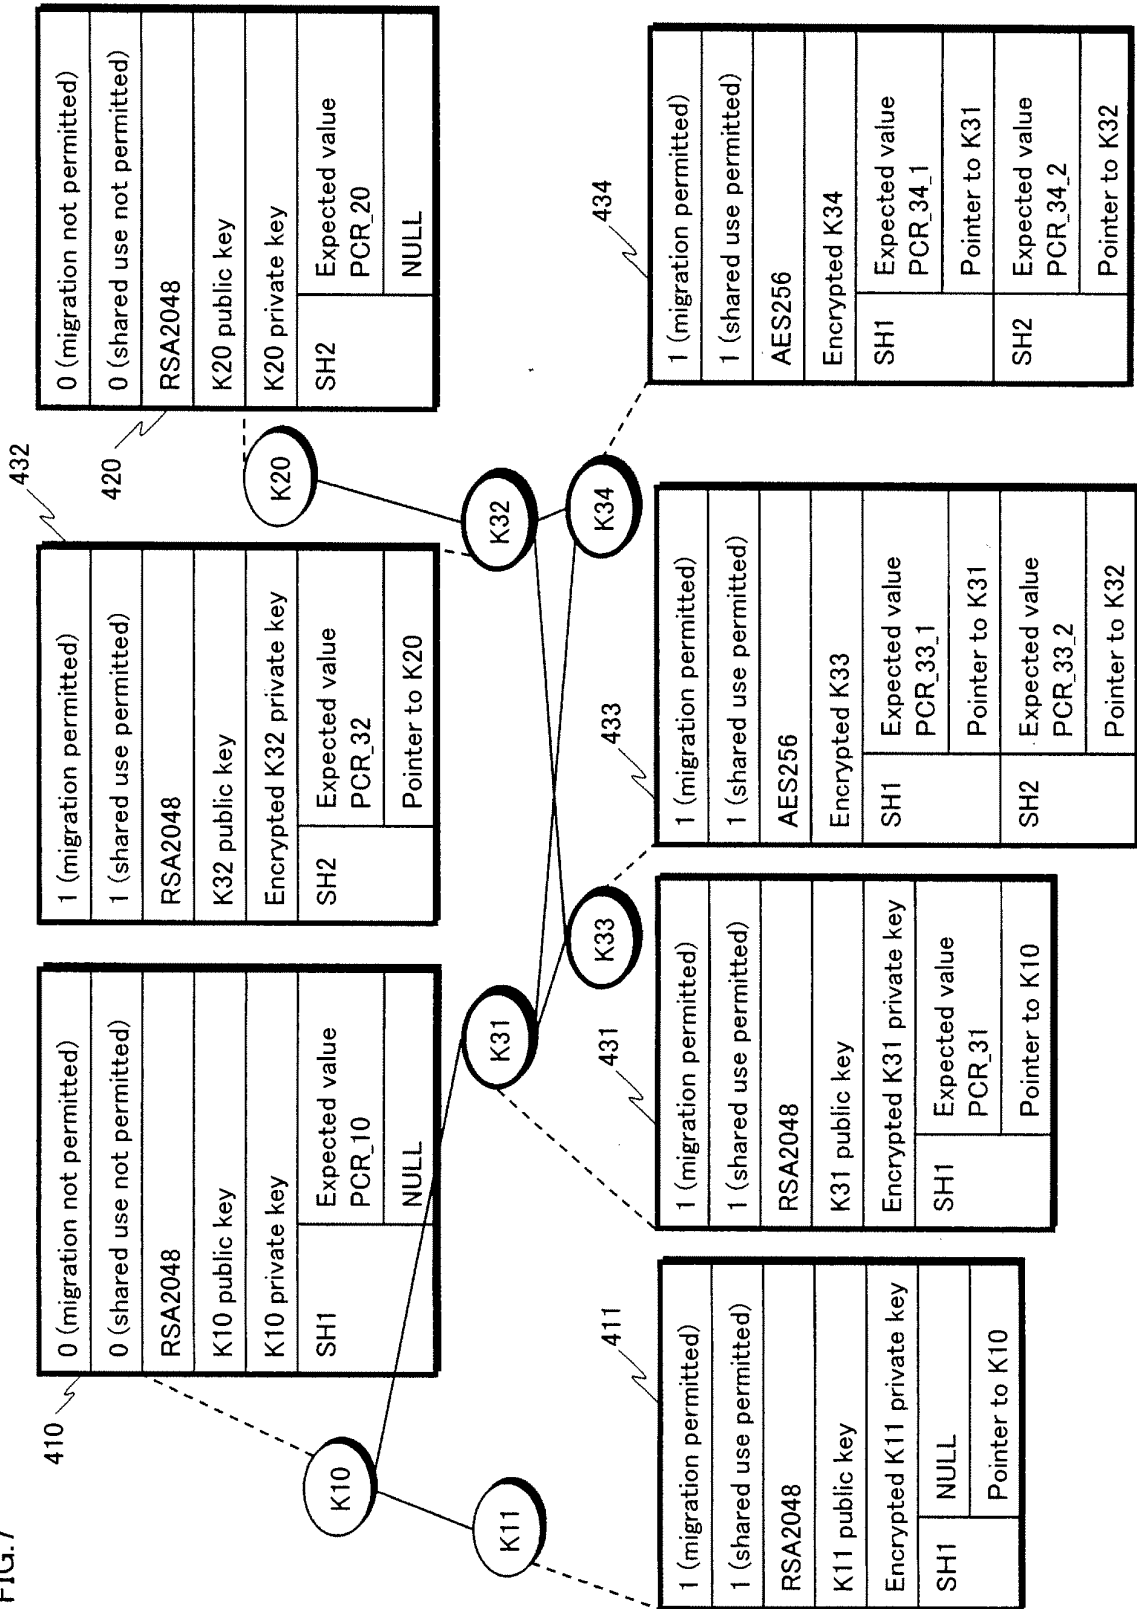 FIG.7
410
0 (migration not permitted)
0 (shared use not permitted)
RSA2048
K10 public key
K10 private key
SH1
Expected value
PCR_10
NULL
432
1 (migration permitted)
1 (shared use permitted)
RSA2048
K32 public key
Encrypted K32 private key
SH2
Expected value
PCR_32
Pointer to K20
420
0 (migration not permitted)
0 (shared use not permitted)
RSA2048
K20 public key
K20 private key
SH2
Expected value
PCR_20
NULL
K10
K20
K11
K31
K32
K33
K34
411
1 (migration permitted)
1 (shared use permitted)
RSA2048
K11 public key
Encrypted K11 private key
SH1
NULL
Pointer to K10
431
1 (migration permitted)
1 (shared use permitted)
RSA2048
K31 public key
Encrypted K31 private key
SH1
Expected value
PCR_31
Pointer to K10
433
1 (migration permitted)
1 (shared use permitted)
AES256
Encrypted K33
SH1
Expected value
PCR_33_1
Pointer to K31
SH2
Expected value
PCR_33_2
Pointer to K32
434
1 (migration permitted)
1 (shared use permitted)
AES256
Encrypted K34
SH1
Expected value
PCR_34_1
Pointer to K31
SH2
Expected value
PCR_34_2
Pointer to K32